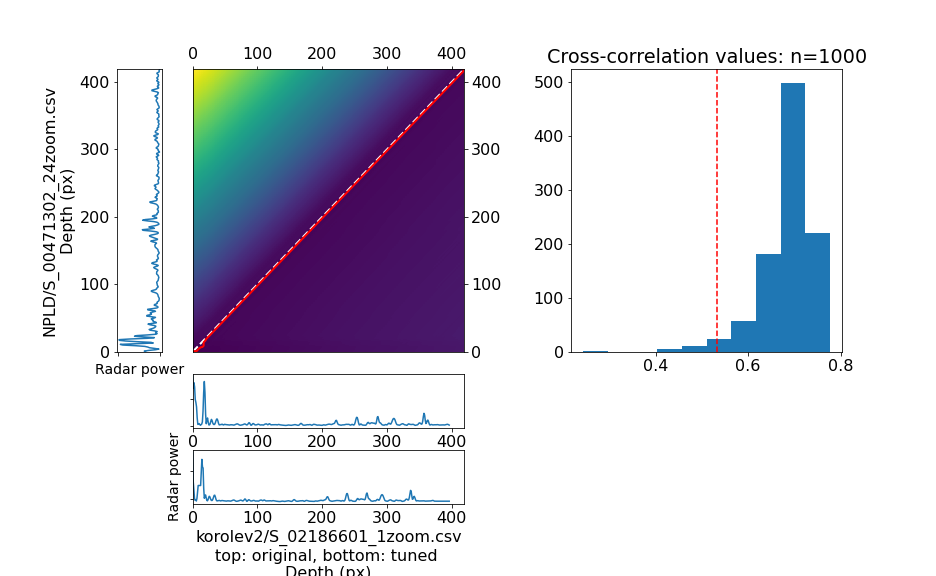 0 100 200 300 400
Cross-correlation values: n=1000
NPLD/S_00471302_24zoom.csv
Depth (px)
400
300
200
100
0
Radar power
400
300
200
100
0
500
400
300
200
100
0
0.4 0.6 0.8
0 100 200 300 400
Radar power
0 100 200 300 400
korolev2/S_02186601_1zoom.csv
top: original, bottom: tuned
Depth (px)